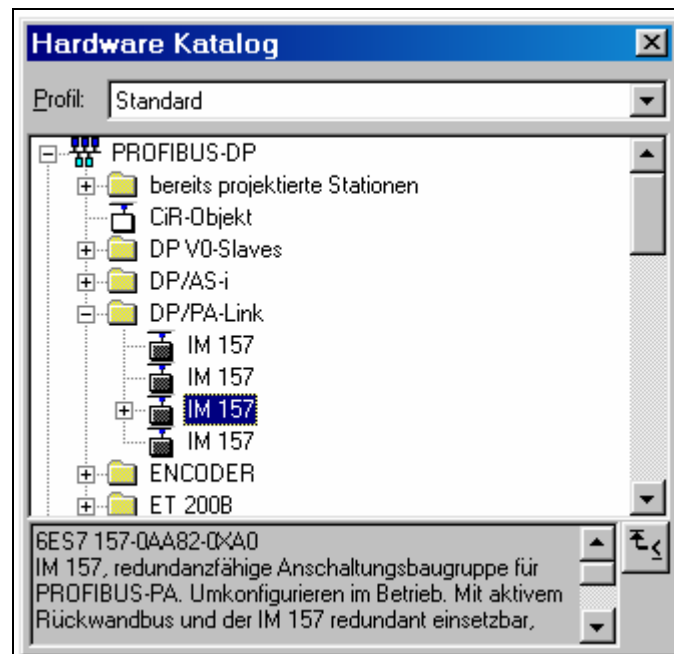 Hardware Katalog
Profil: Standard
PROFIBUS-DP
bereits projektierte Stationen
CiR-Objekt
DP V0-Slaves
DP/AS-i
DP/PA-Link
IM 157
IM 157
IM 157
IM 157
ENCODER
ET 200B
6ES7 157-0AA82-0XA0
IM 157, redundanzfähige Anschaltungsbaugruppe für
PROFIBUS-PA. Umkonfigurieren im Betrieb. Mit aktivem
Rückwandbus und der IM 157 redundant einsetzbar,